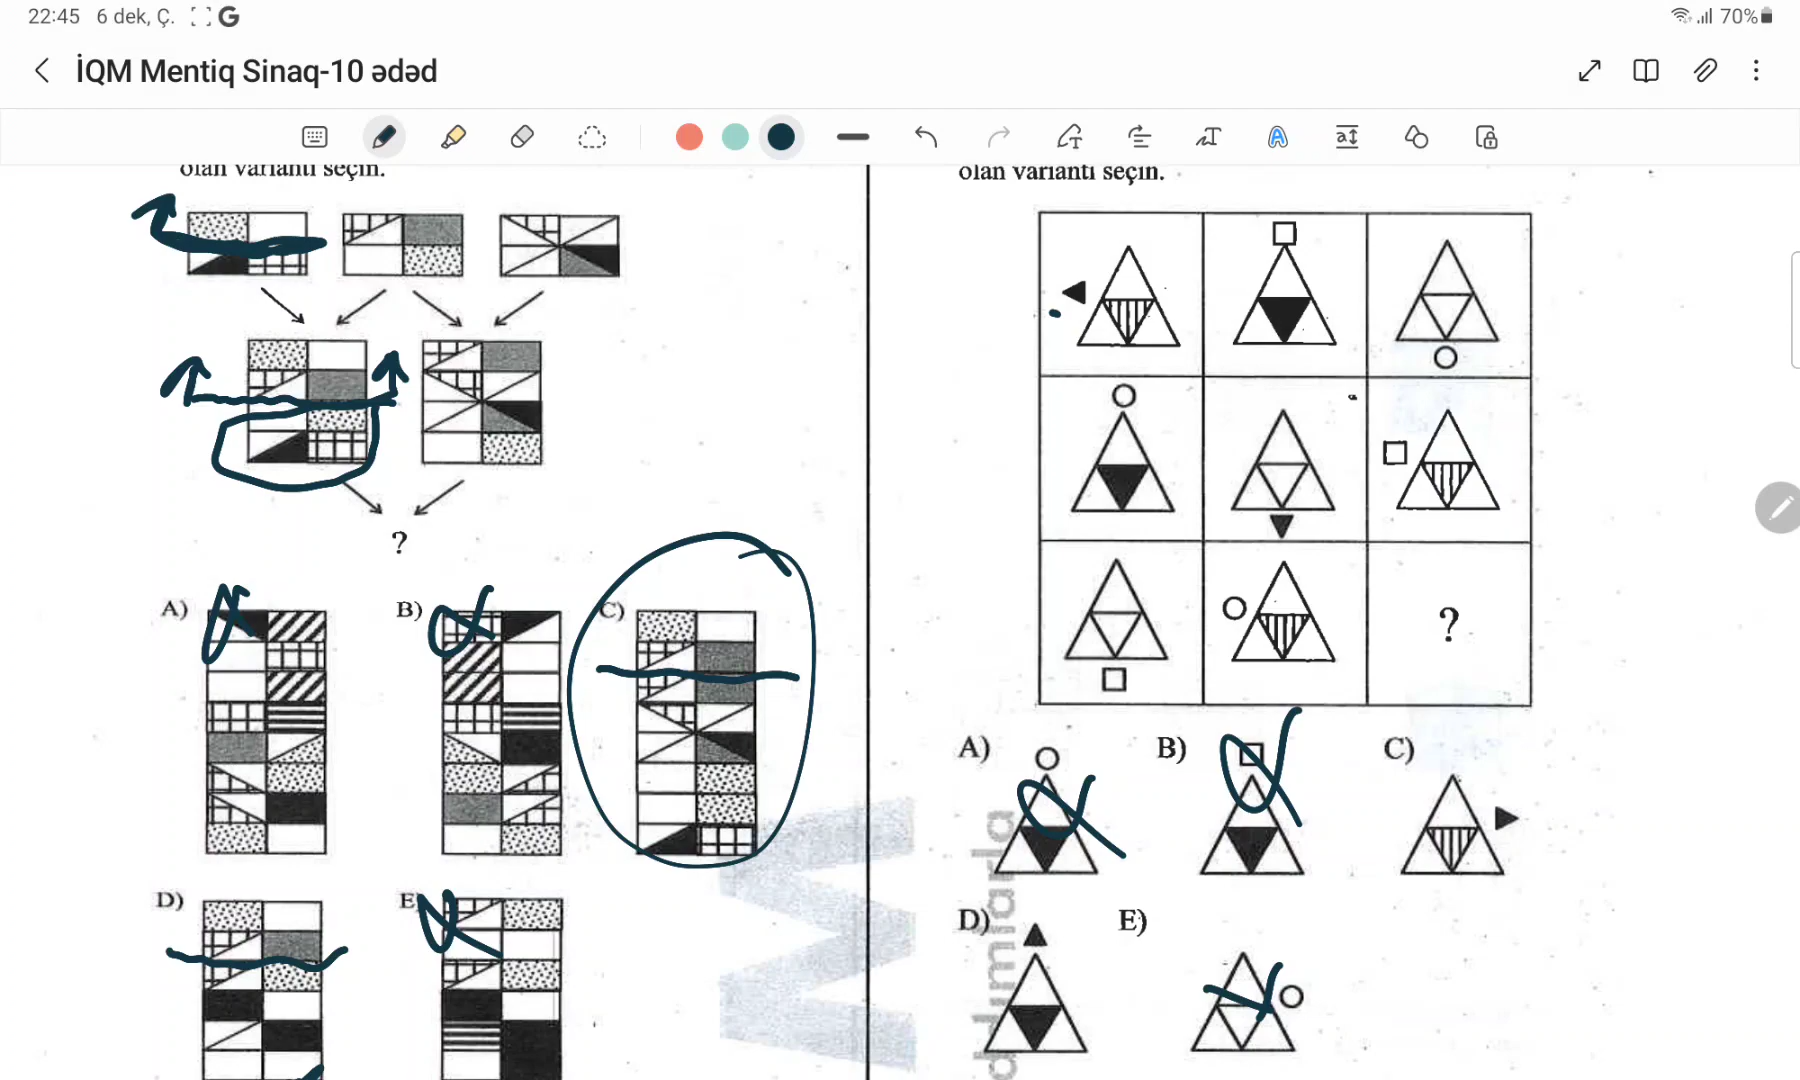 22:45 6 dek, Ç. G 70%
İQM Mentiq Sinaq-10 ədəd
olan variantı seçin.
?
A)
B)
C)
D)
E)
olan variantı seçin.
?
A)
B)
C)
D)
E)